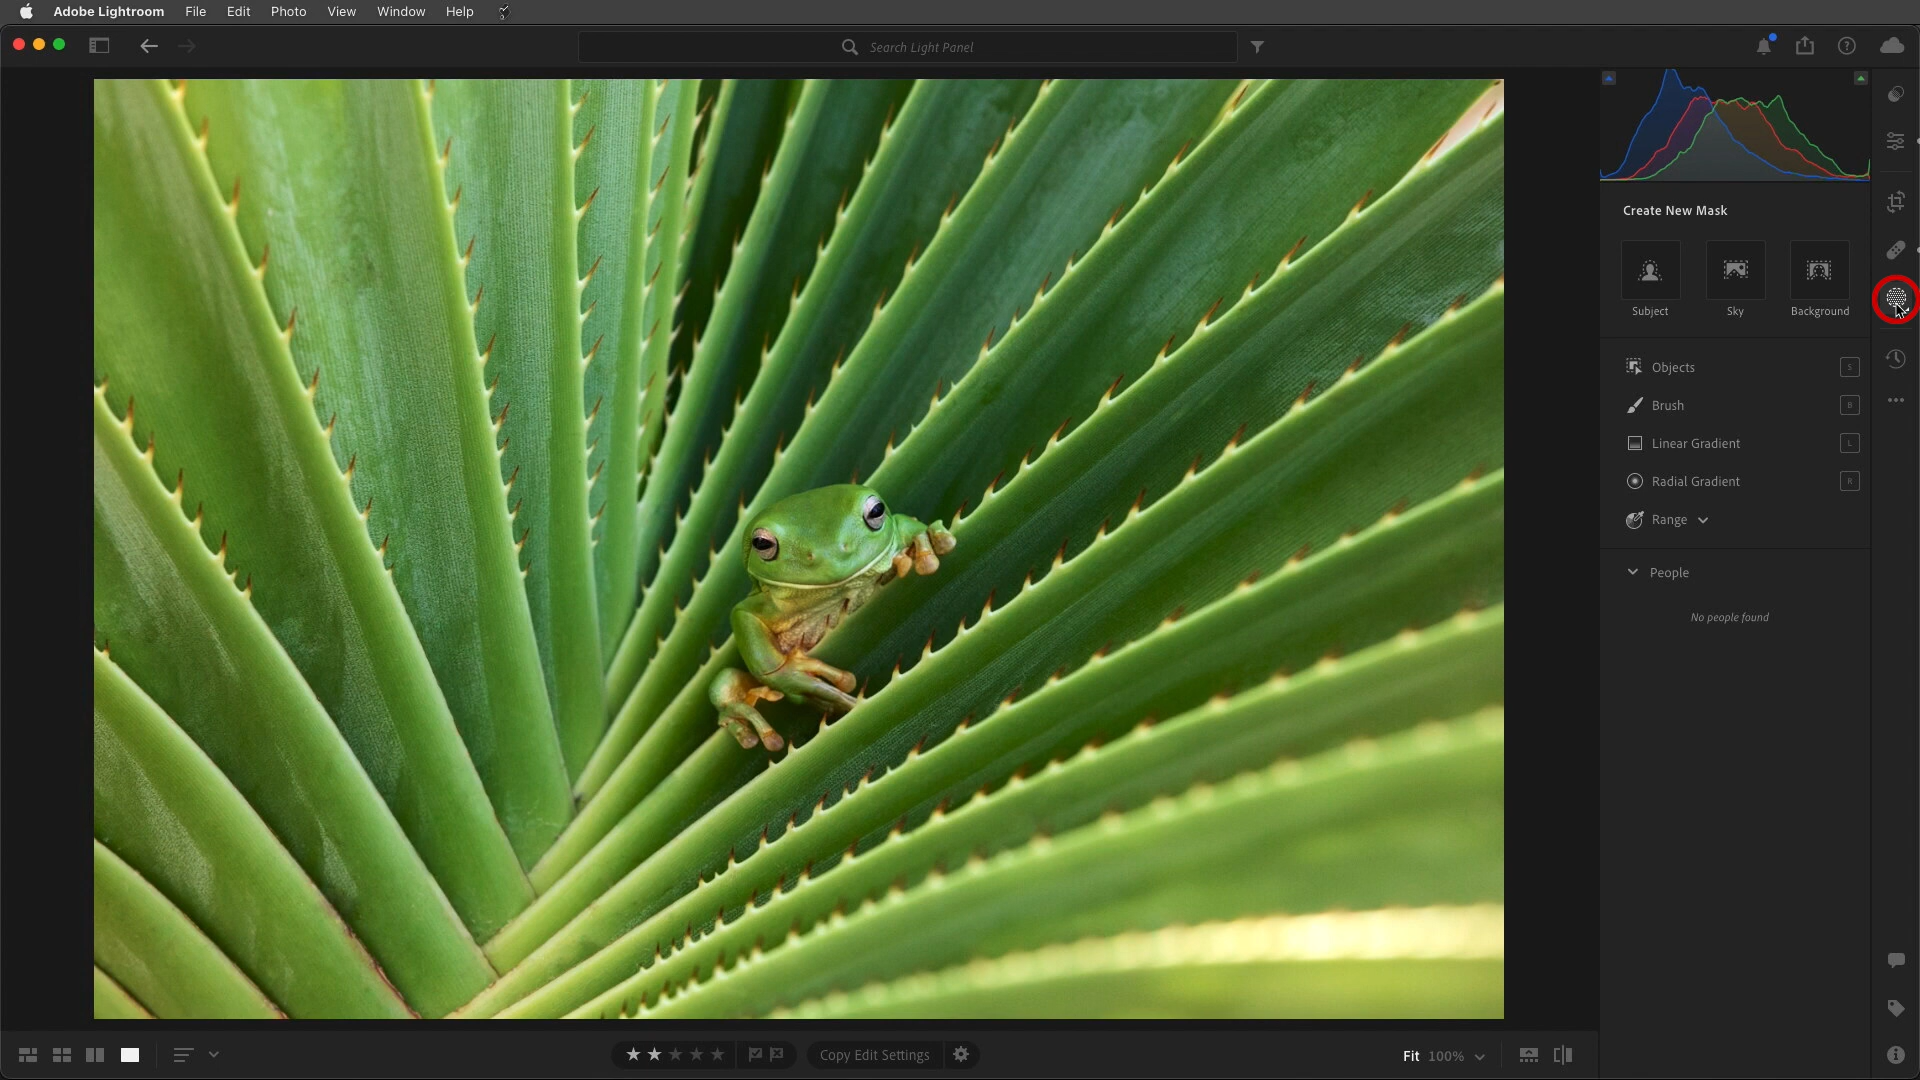 Adobe Lightroom File Edit Photo View Window Help
Search Light Panel
Create New Mask
Subject Sky Background
Objects S
Brush B
Linear Gradient L
Radial Gradient R
Range
People
No people found
Copy Edit Settings
Fit 100%